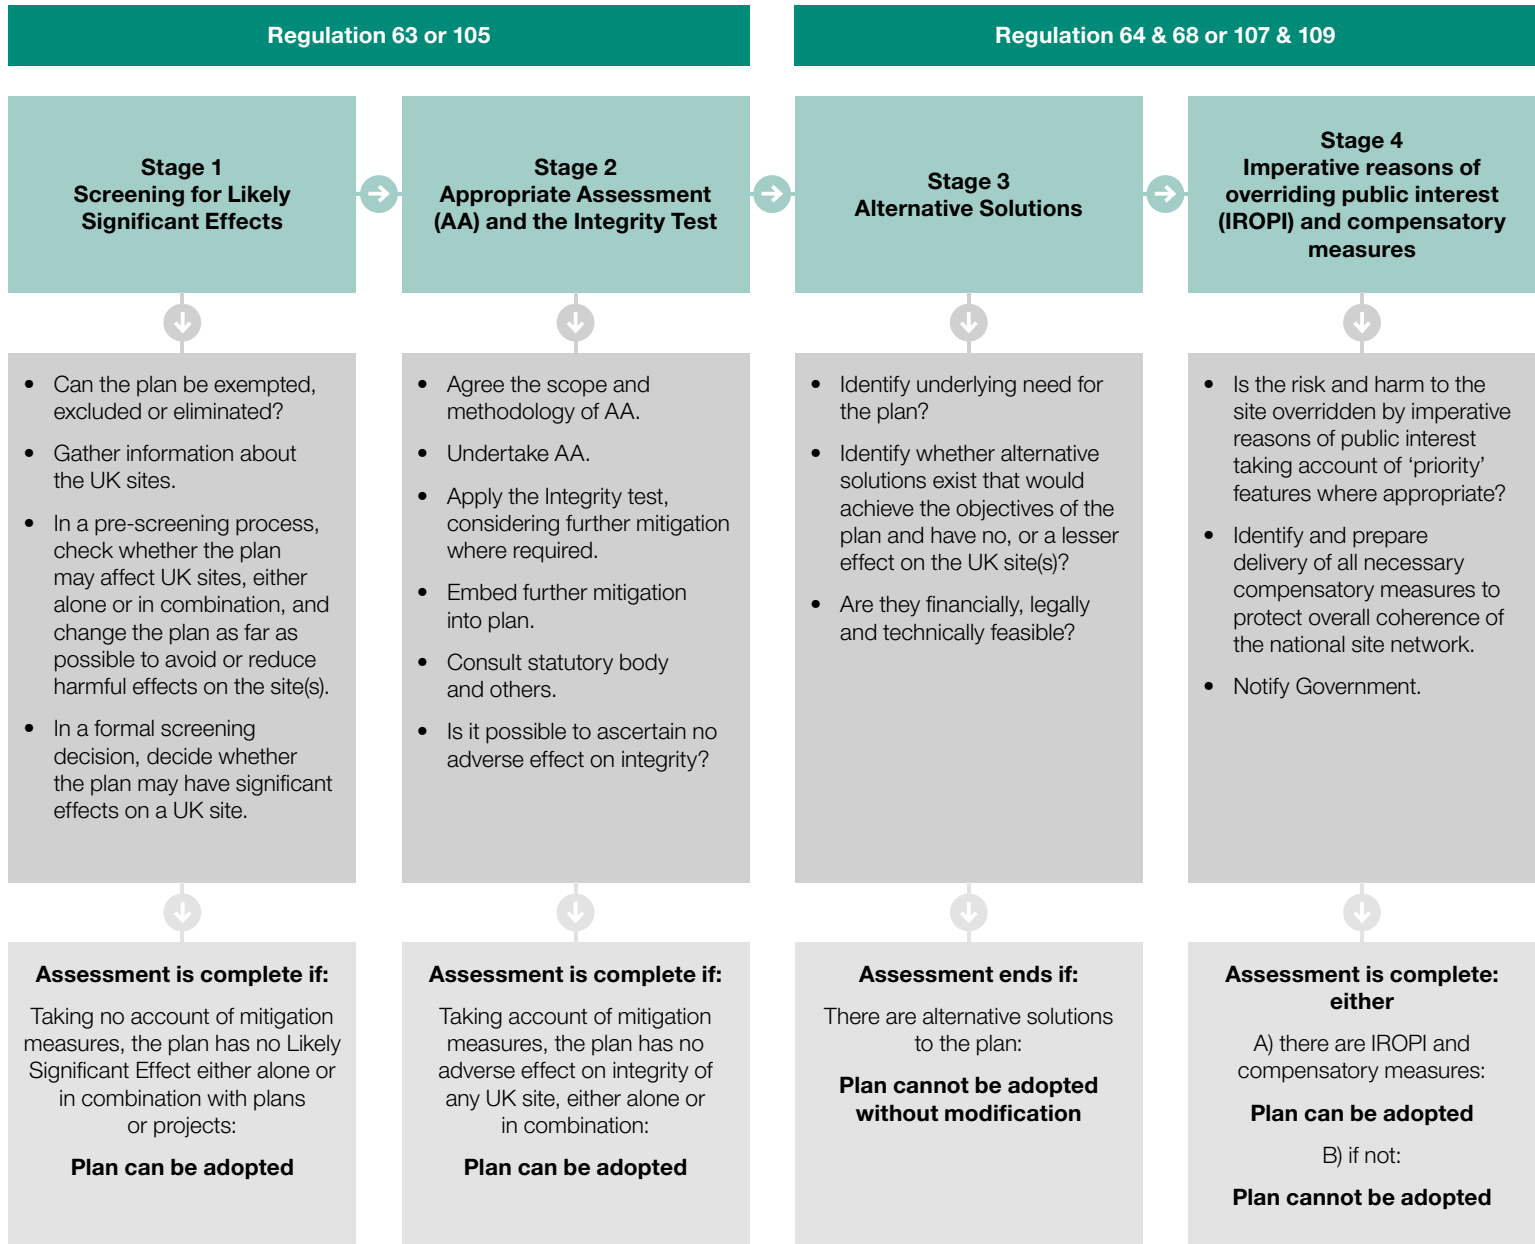 Regulation 63 or 105
Regulation 64 & 68 or 107 & 109
Stage 1
Screening for Likely
Significant Effects
Stage 2
Appropriate Assessment
(AA) and the Integrity Test
Stage 3
Alternative Solutions
Stage 4
Imperative reasons of
overriding public interest
(IROPI) and compensatory
measures
• Can the plan be exempted,
excluded or eliminated?
• Gather information about
the UK sites.
• In a pre-screening process,
check whether the plan
may affect UK sites, either
alone or in combination, and
change the plan as far as
possible to avoid or reduce
harmful effects on the site(s).
• In a formal screening
decision, decide whether
the plan may have significant
effects on a UK site.
• Agree the scope and
methodology of AA.
• Undertake AA.
• Apply the Integrity test,
considering further mitigation
where required.
• Embed further mitigation
into plan.
• Consult statutory body
and others.
• Is it possible to ascertain no
adverse effect on integrity?
• Identify underlying need for
the plan?
• Identify whether alternative
solutions exist that would
achieve the objectives of the
plan and have no, or a lesser
effect on the UK site(s)?
• Are they financially, legally
and technically feasible?
• Is the risk and harm to the
site overridden by imperative
reasons of public interest
taking account of ‘priority’
features where appropriate?
• Identify and prepare
delivery of all necessary
compensatory measures to
protect overall coherence of
the national site network.
• Notify Government.
Assessment is complete if:
Taking no account of mitigation
measures, the plan has no Likely
Significant Effect either alone or
in combination with plans
or projects:
Plan can be adopted
Assessment is complete if:
Taking account of mitigation
measures, the plan has no
adverse effect on integrity of
any UK site, either alone or
in combination:
Plan can be adopted
Assessment ends if:
There are alternative solutions
to the plan:
Plan cannot be adopted
without modification
Assessment is complete:
either
A) there are IROPI and
compensatory measures:
Plan can be adopted
B) if not:
Plan cannot be adopted